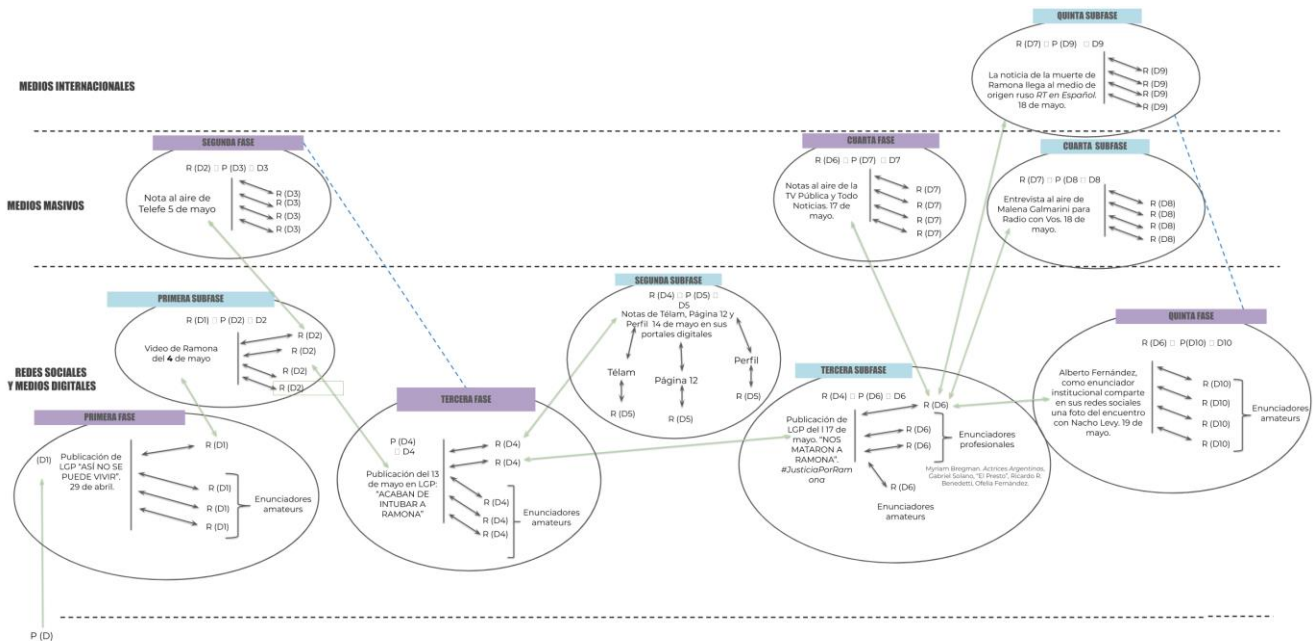 QUINTA SUBFASE
R (D7) □ P (D9) □ D9
La noticia de la muerte de
Ramona llega al medio de
origen ruso RT en Español.
18 de mayo.
R (D9)
R (D9)
R (D9)
R (D9)
MEDIOS INTERNACIONALES
SEGUNDA FASE
R (D2) □ P (D3) □ D3
Nota al aire de
Telefe 5 de mayo
R (D3)
R (D3)
R (D3)
R (D3)
CUARTA FASE
R (D6) □ P (D7) □ D7
Notas al aire de la
TV Pública y Todo
Noticias. 17 de
mayo.
R (D7)
R (D7)
R (D7)
R (D7)
CUARTA SUBFASE
R (D7) □ P (D8 □ D8
Entrevista al aire de
Malena Galmarini para
Radio con Vos. 18 de
mayo.
R (D8)
R (D8)
R (D8)
R (D8)
MEDIOS MASIVOS
PRIMERA SUBFASE
R (D1) □ P (D2) □ D2
Video de Ramona
del 4 de mayo
R (D2)
R (D2)
R (D2)
R (D2)
SEGUNDA SUBFASE
R (D4) □ P (D5) □
D5
Notas de Télam, Página 12 y
Perfil 14 de mayo en sus
portales digitales
Télam
Página 12
Perfil
R (D5)
R (D5)
R (D5)
REDES SOCIALES
Y MEDIOS DIGITALES
PRIMERA FASE
(D1)
Publicación de
LGP "ASÍ NO SE
PUEDE VIVIR".
29 de abril.
R (D1)
R (D1)
R (D1)
R (D1)
Enunciadores
amateurs
TERCERA FASE
P (D4)
□ D4
Publicación del 13
de mayo en LGP:
"ACABAN DE
INTUBAR A
RAMONA"
R (D4)
R (D4)
R (D4)
R (D4)
R (D4)
Enunciadores
amateurs
TERCERA SUBFASE
R (D4) □ P (D6) □ D6
Publicación de
LGP del l 17 de
mayo. "NOS
MATARON A
RAMONA".
#JusticiaPorRam
ona
R (D6)
R (D6)
R (D6)
R (D6)
Enunciadores
profesionales
Myriam Bregman. Actrices Argentinas,
Gabriel Solano, "El Presto", Ricardo R.
Benedetti, Ofelia Fernández.
Enunciadores
amateurs
QUINTA FASE
R (D6) □ P(D10) □ D10
Alberto Fernández,
como enunciador
institucional comparte
en sus redes sociales
una foto del encuentro
con Nacho Levy. 19 de
mayo.
R (D10)
R (D10)
R (D10)
R (D10)
Enunciadores
amateurs
P (D)